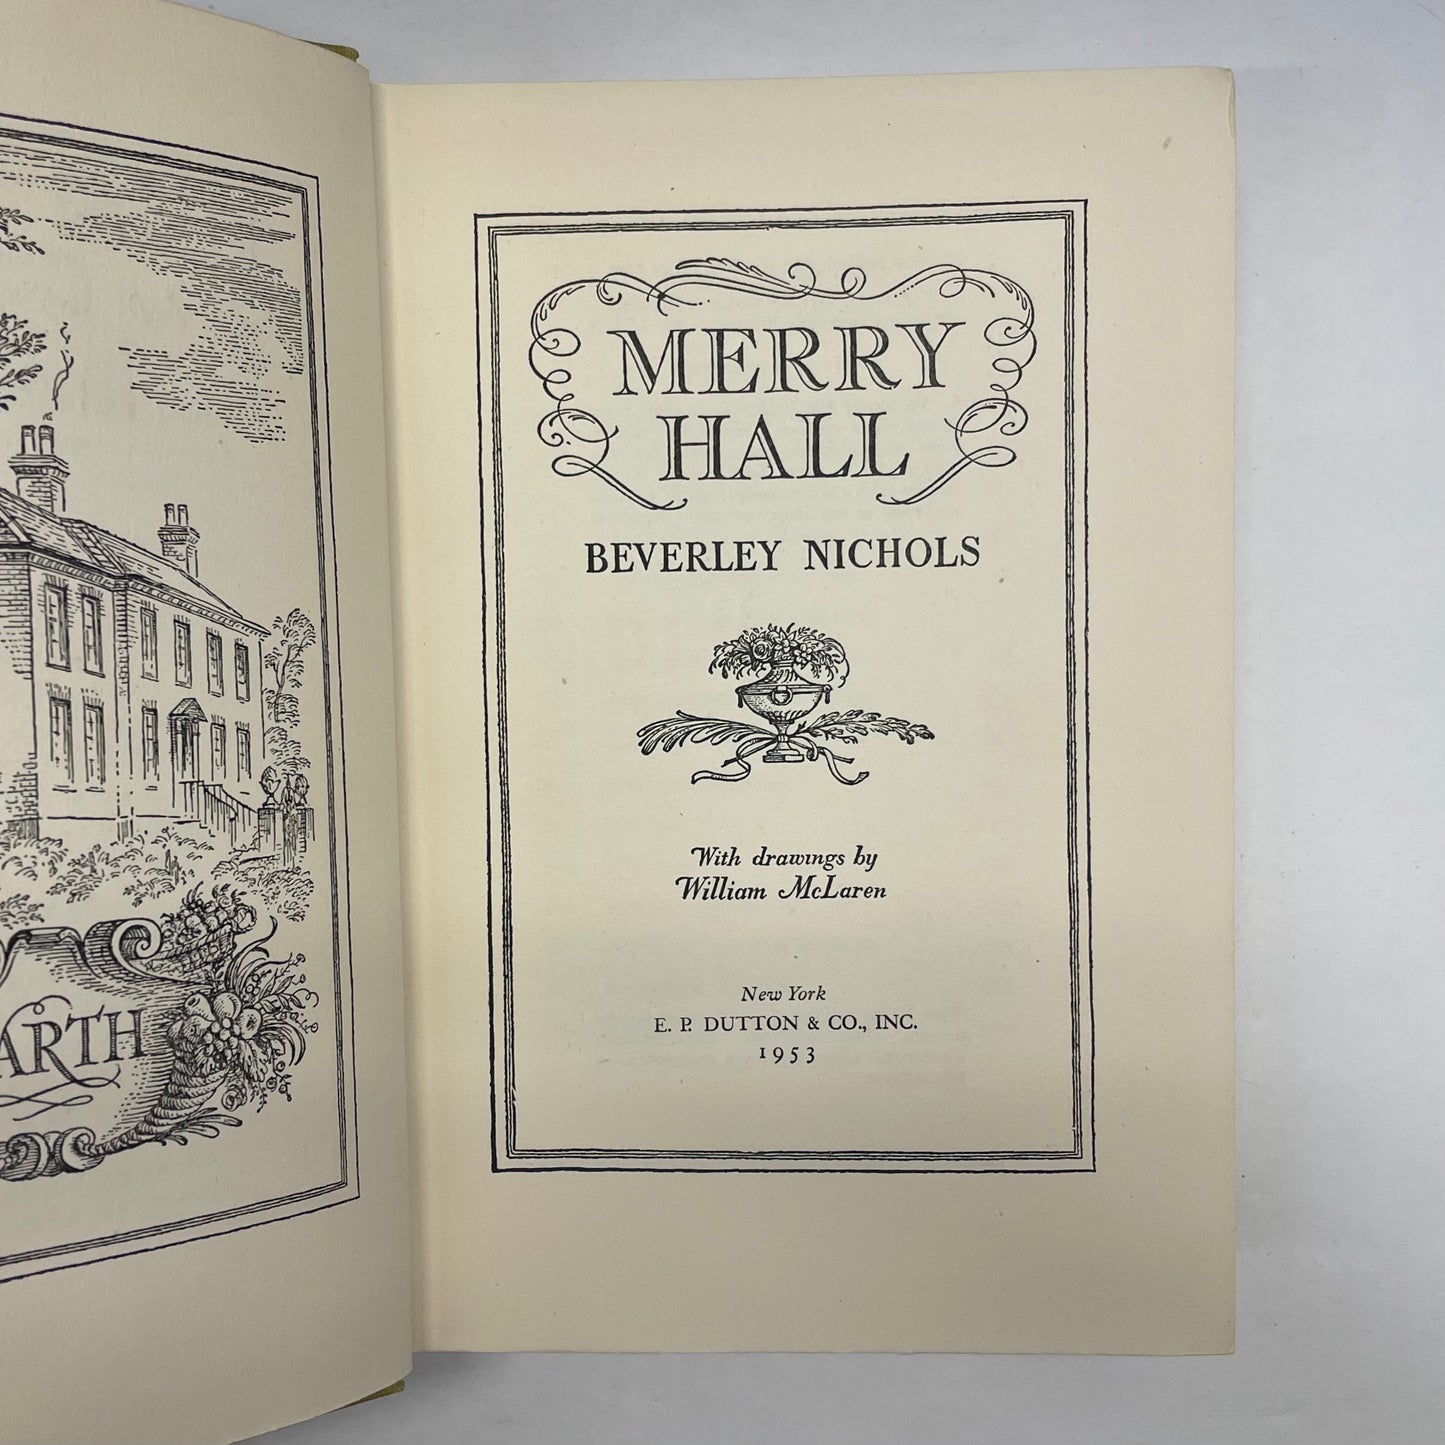 MERRY
HALL
BEVERLEY NICHOLS
With drawings by
William McLaren
New York
E. P. DUTTON & CO., INC.
1953
ARTH